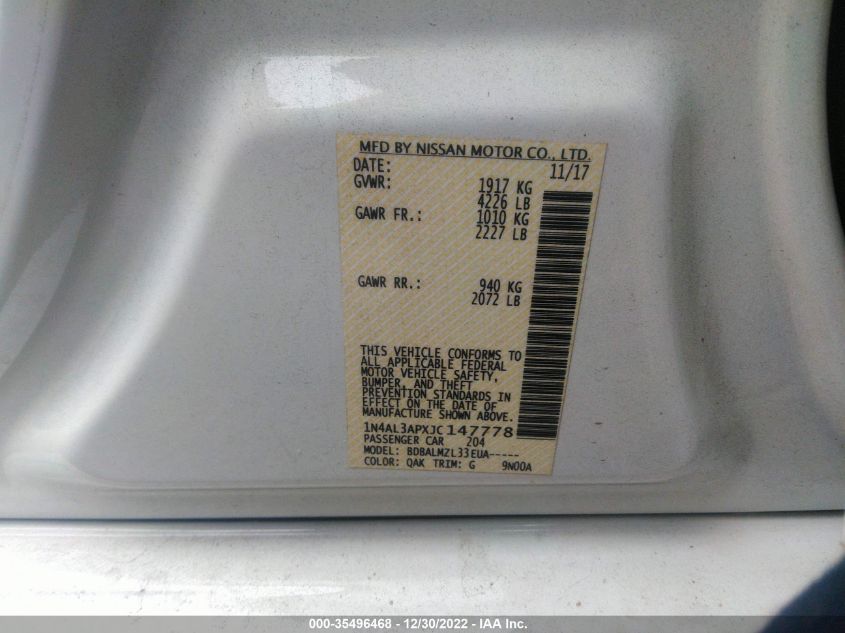 MFD BY NISSAN MOTOR CO., LTD.
DATE: 11/17
GVWR: 1917 KG
4226 LB
GAWR FR.: 1010 KG
2227 LB
GAWR RR.: 940 KG
2072 LB
THIS VEHICLE CONFORMS TO
ALL APPLICABLE FEDERAL
MOTOR VEHICLE SAFETY,
BUMPER, AND THEFT
PREVENTION STANDARDS IN
EFFECT ON THE DATE OF
MANUFACTURE SHOWN ABOVE.
1N4AL3APXJC147778
PASSENGER CAR 204
MODEL: BDBALMZL33EUA-----
COLOR: QAK TRIM: G 9N00A
000-35496468 - 12/30/2022 - IAA Inc.